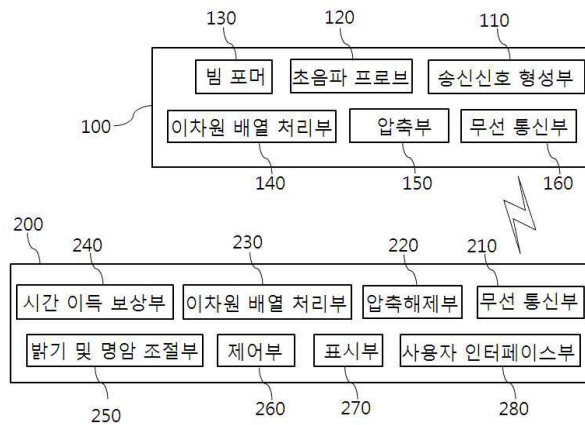 130 120 110
빔 포머 초음파 프로브 송신신호 형성부
100
이차원 배열 처리부 압축부 무선 통신부
140 150 160
200
240 230 220 210
시간 이득 보상부 이차원 배열 처리부 압축해제부 무선 통신부
밝기 및 명암 조절부 제어부 표시부 사용자 인터페이스부
250 260 270 280